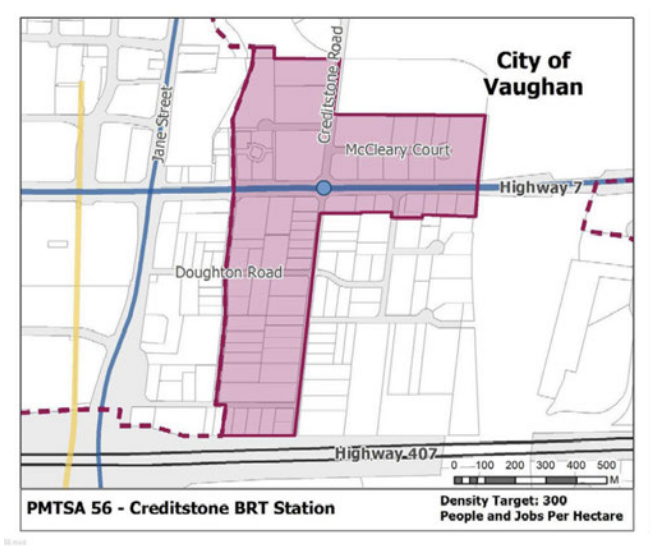 City of
Vaughan
Creditstone Road
Jane Street
McCleary Court
Highway 7
Doughton Road
Highway 407
0 100 200 300 400 500
M
PMTSA 56 - Creditstone BRT Station
Density Target: 300
People and Jobs Per Hectare